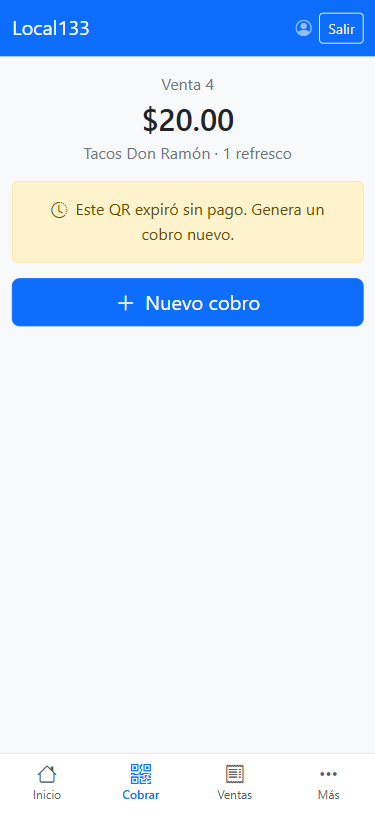 Local133
Salir
Venta 4
$20.00
Tacos Don Ramón · 1 refresco
Este QR expiró sin pago. Genera un
cobro nuevo.
Nuevo cobro
Inicio
Cobrar
Ventas
Más